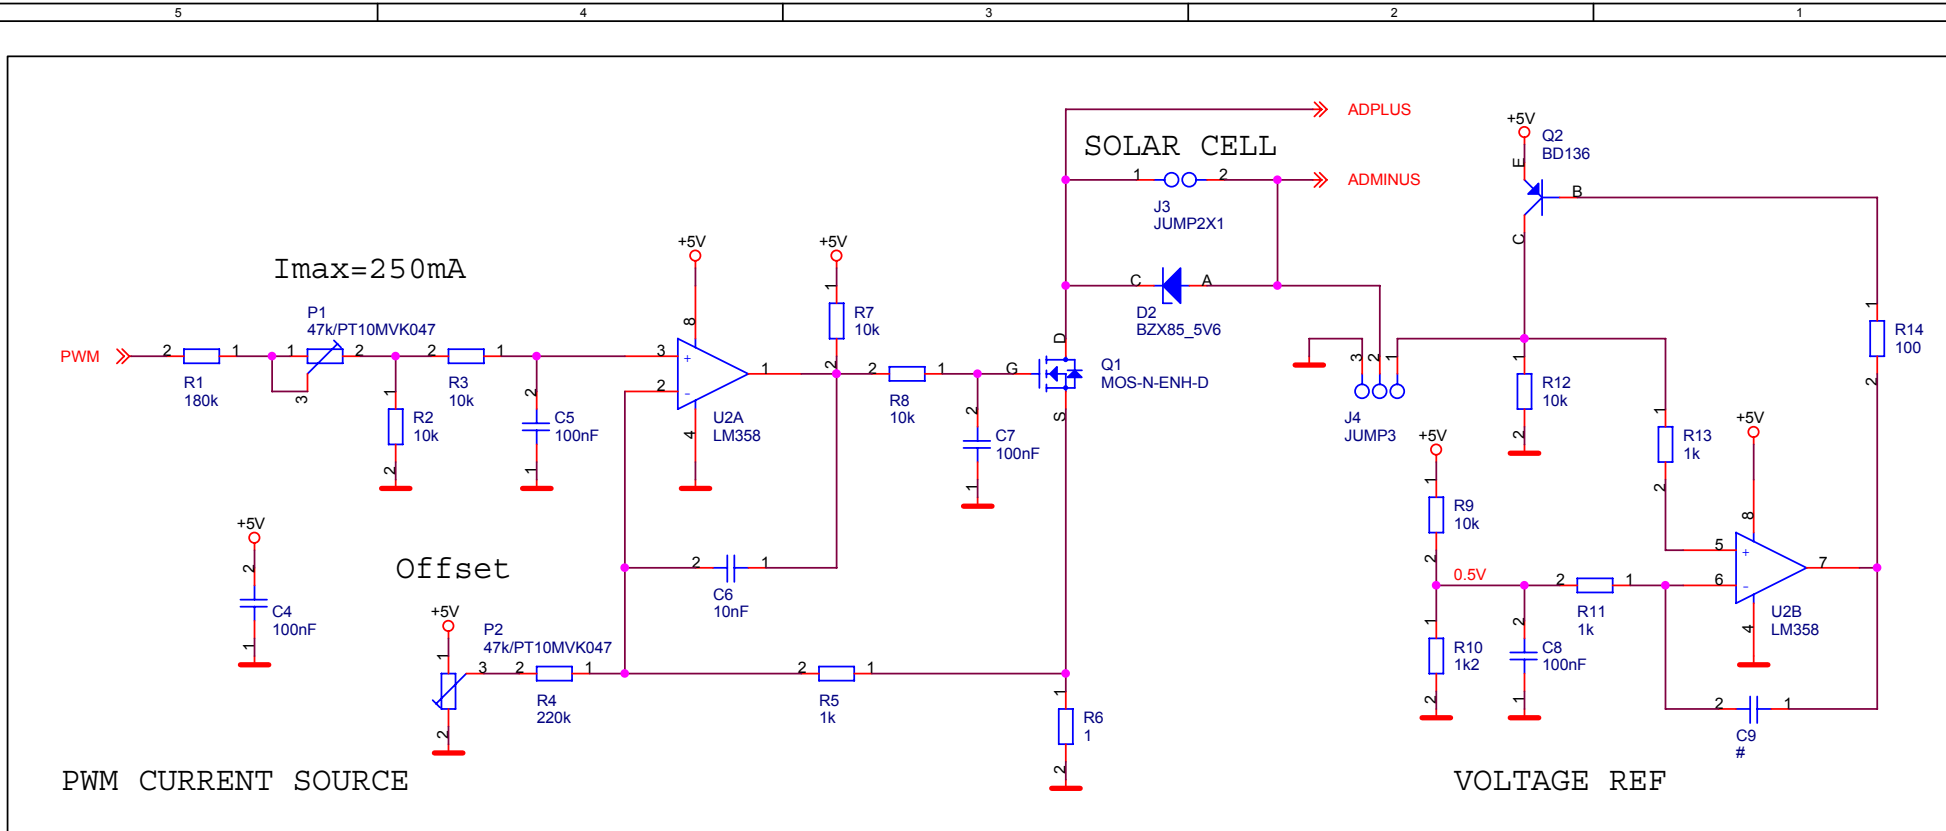 5 4 3 2 1
ADPLUS
SOLAR CELL
ADMINUS
1 2
J3
JUMP2X1
+5V
Q2
BD136
E
B
C
Imax=250mA
P1
47k/PT10MVK047
PWM
2 1
R1
180k
1 2
3
2 1
R3
10k
1
R2
10k
2
2
C5
100nF
1
+5V
8
3
+
2
-
1
4
U2A
LM358
+5V
1
R7
10k
2
2 1
R8
10k
2
C7
100nF
1
G
D
S
Q1
MOS-N-ENH-D
C A
D2
BZX85_5V6
3 2 1
J4
JUMP3
1
R12
10k
2
1
R14
100
2
1
R13
1k
2
+5V
1
R9
10k
2
0.5V
1
R10
1k2
2
2
C8
100nF
1
2 1
R11
1k
+5V
8
5
+
6
-
7
4
U2B
LM358
2 1
C9
#
+5V
2
C4
100nF
1
Offset
+5V
1
P2
47k/PT10MVK047
3
2
2 1
R4
220k
2 1
C6
10nF
2 1
R5
1k
1
R6
1
2
PWM CURRENT SOURCE
VOLTAGE REF